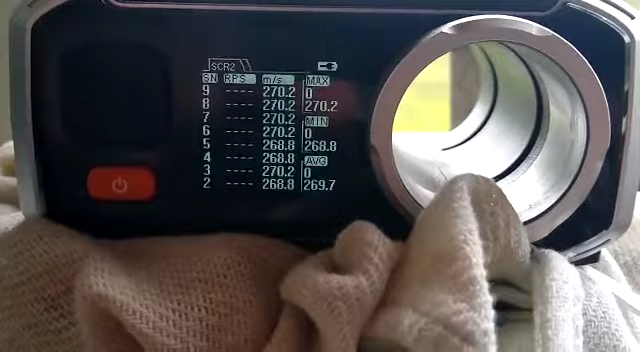 SCR2
SN RPS m/s MAX
9 ---- 270.2 0
8 ---- 270.2 270.2
7 ---- 270.2 MIN
6 ---- 270.2 0
5 ---- 268.8 268.8
4 ---- 268.8 AVG
3 ---- 270.2 0
2 ---- 268.8 269.7